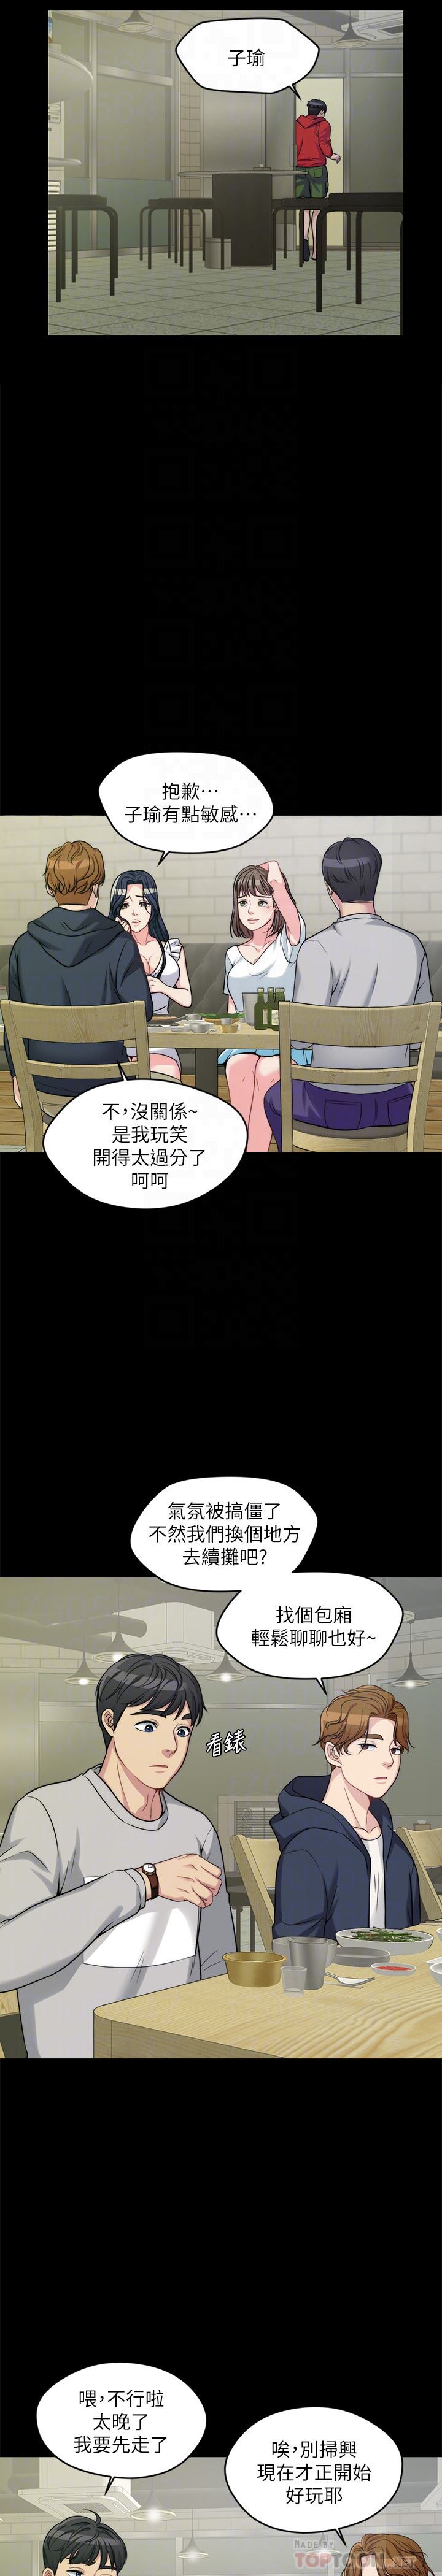 子瑜
抱歉⋯
子瑜有點敏感⋯
不，沒關係~
是我玩笑
開得太過分了
呵呵
氣氛被搞僵了
不然我們換個地方
去續攤吧?
找個包廂
輕鬆聊聊也好~
看錶
喂，不行啦
太晚了
我要先走了
唉，別掃興
現在才正開始
好玩耶
MADE BY
TOPTOON.NET